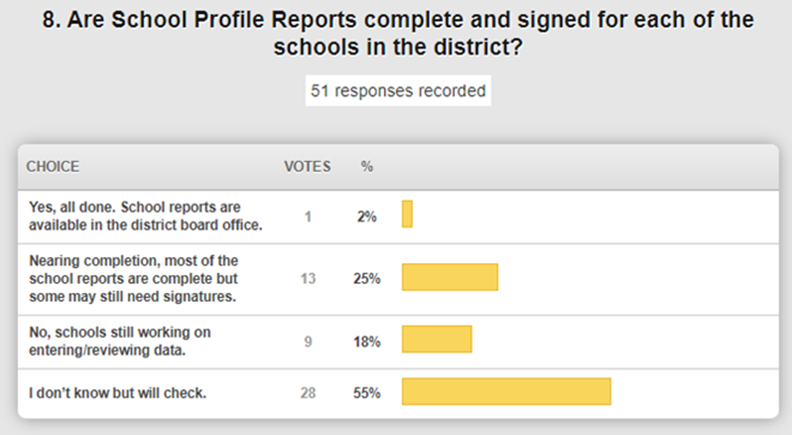 8. Are School Profile Reports complete and signed for each of the
schools in the district?
51 responses recorded
CHOICE VOTES %
Yes, all done. School reports are
available in the district board office. 1 2%
Nearing completion, most of the
school reports are complete but 13 25%
some may still need signatures.
No, schools still working on
entering/reviewing data. 9 18%
I don't know but will check. 28 55%